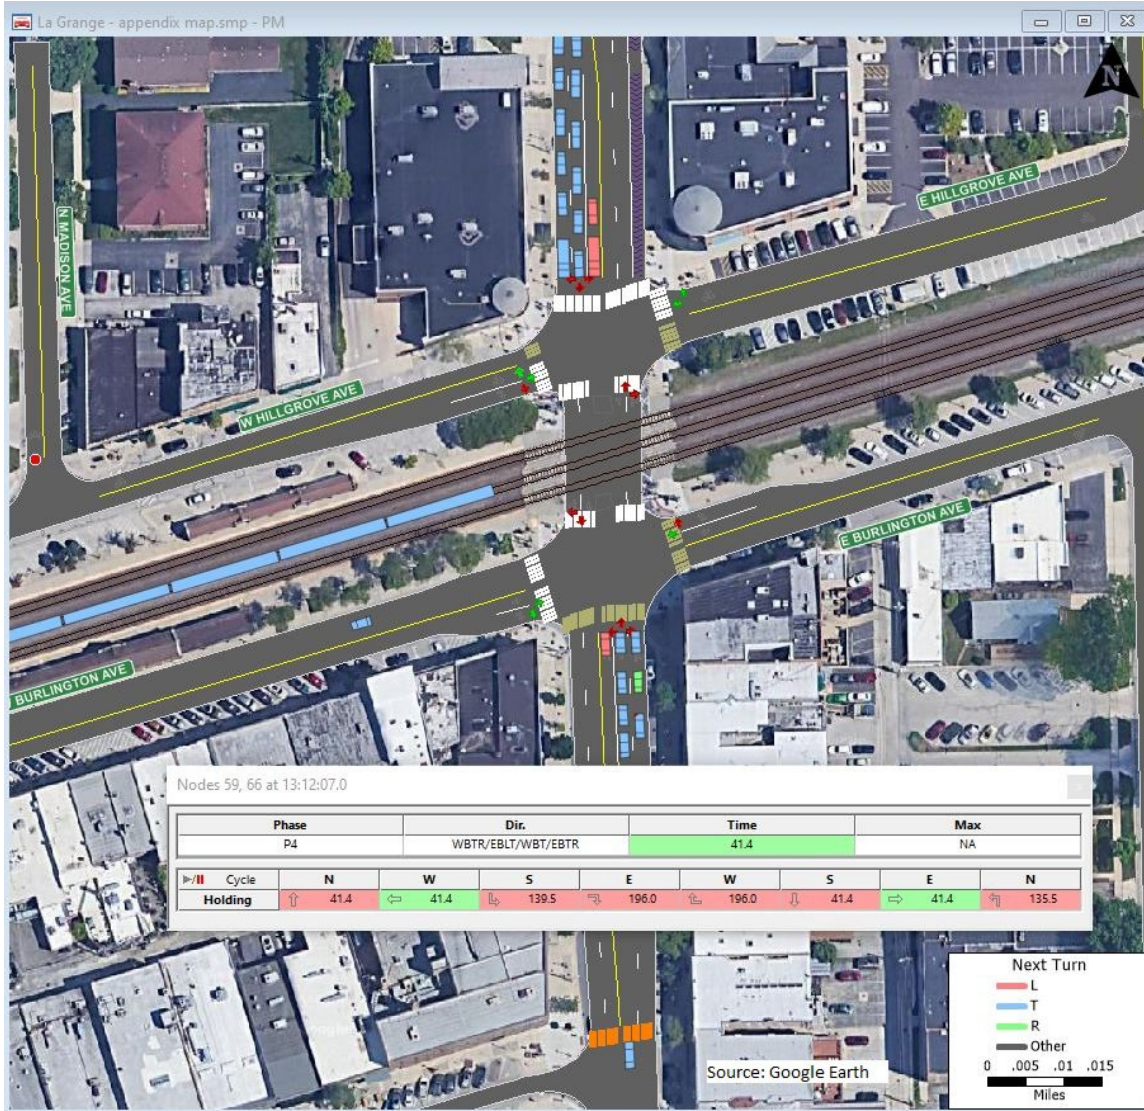 La Grange - appendix map.smp - PM
N
E HILLGROVE AVE
N MADISON AVE
W HILLGROVE AVE
E BURLINGTON AVE
BURLINGTON AVE
Nodes 59, 66 at 13:12:07.0
Phase Dir. Time Max
P4 WBTR/EBLT/WBT/EBTR 41.4 NA
Cycle N W S E W S E N
Holding 41.4 41.4 139.5 196.0 196.0 41.4 41.4 135.5
Next Turn
L
T
R
Other
0 .005 .01 .015
Miles
Source: Google Earth